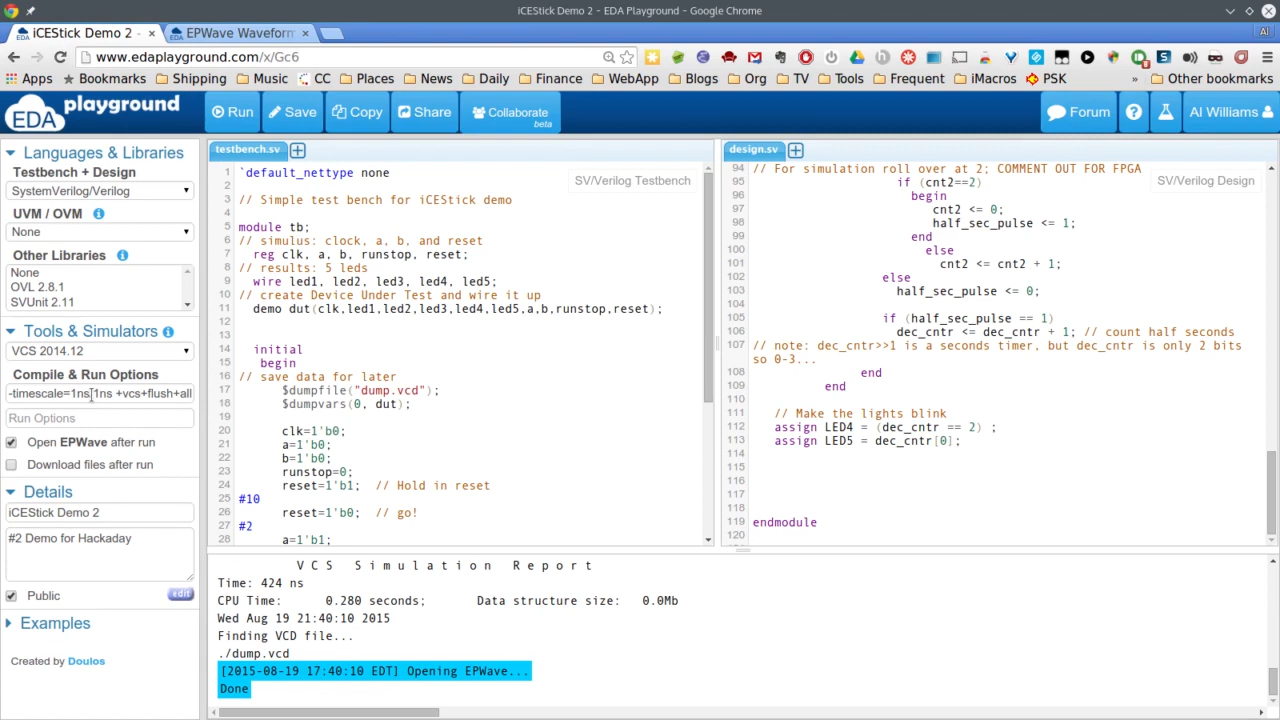 iCEStick Demo 2 - EDA Playground - Google Chrome
iCEStick Demo 2 -
EPWave Waveform
Al
www.edaplayground.com/x/Gc6
Apps Bookmarks Shipping Music CC Places News Daily Finance WebApp Blogs Org TV Tools Frequent iMacros PSK » Other bookmarks
EDA playground
Run
Save
Copy
Share
Collaborate
beta
Forum
?
Al Williams
Languages & Libraries
Testbench + Design
SystemVerilog/Verilog
UVM / OVM
None
Other Libraries
None
OVL 2.8.1
SVUnit 2.11
Tools & Simulators
VCS 2014.12
Compile & Run Options
-timescale=1ns/1ns +vcs+flush+all
Run Options
Open EPWave after run
Download files after run
Details
iCEStick Demo 2
#2 Demo for Hackaday
Public
edit
Examples
Created by Doulos
testbench.sv +
SV/Verilog Testbench
1 `default_nettype none
2
3 // Simple test bench for iCEStick demo
4
5 module tb;
6 // simulus: clock, a, b, and reset
7 reg clk, a, b, runstop, reset;
8 // results: 5 leds
9 wire led1, led2, led3, led4, led5;
10 // create Device Under Test and wire it up
11 demo dut(clk,led1,led2,led3,led4,led5,a,b,runstop,reset);
12
13
14 initial
15 begin
16 // save data for later
17 $dumpfile("dump.vcd");
18 $dumpvars(0, dut);
19
20 clk=1'b0;
21 a=1'b0;
22 b=1'b0;
23 runstop=0;
24 reset=1'b1; // Hold in reset
25 #10
26 reset=1'b0; // go!
27 #2
28 a=1'b1;
design.sv +
SV/Verilog Design
94 // For simulation roll over at 2; COMMENT OUT FOR FPGA
95 if (cnt2==2)
96 begin
97 cnt2 <= 0;
98 half_sec_pulse <= 1;
99 end
100 else
101 cnt2 <= cnt2 + 1;
102 else
103 half_sec_pulse <= 0;
104
105 if (half_sec_pulse == 1)
106 dec_cntr <= dec_cntr + 1; // count half seconds
107 // note: dec_cntr>>1 is a seconds timer, but dec_cntr is only 2 bits
so 0-3...
108 end
109 end
110
111 // Make the lights blink
112 assign LED4 = (dec_cntr == 2) ;
113 assign LED5 = dec_cntr[0];
114
115
116
117
118
119 endmodule
120
V C S S i m u l a t i o n R e p o r t
Time: 424 ns
CPU Time: 0.280 seconds; Data structure size: 0.0Mb
Wed Aug 19 21:40:10 2015
Finding VCD file...
./dump.vcd
[2015-08-19 17:40:10 EDT] Opening EPWave...
Done